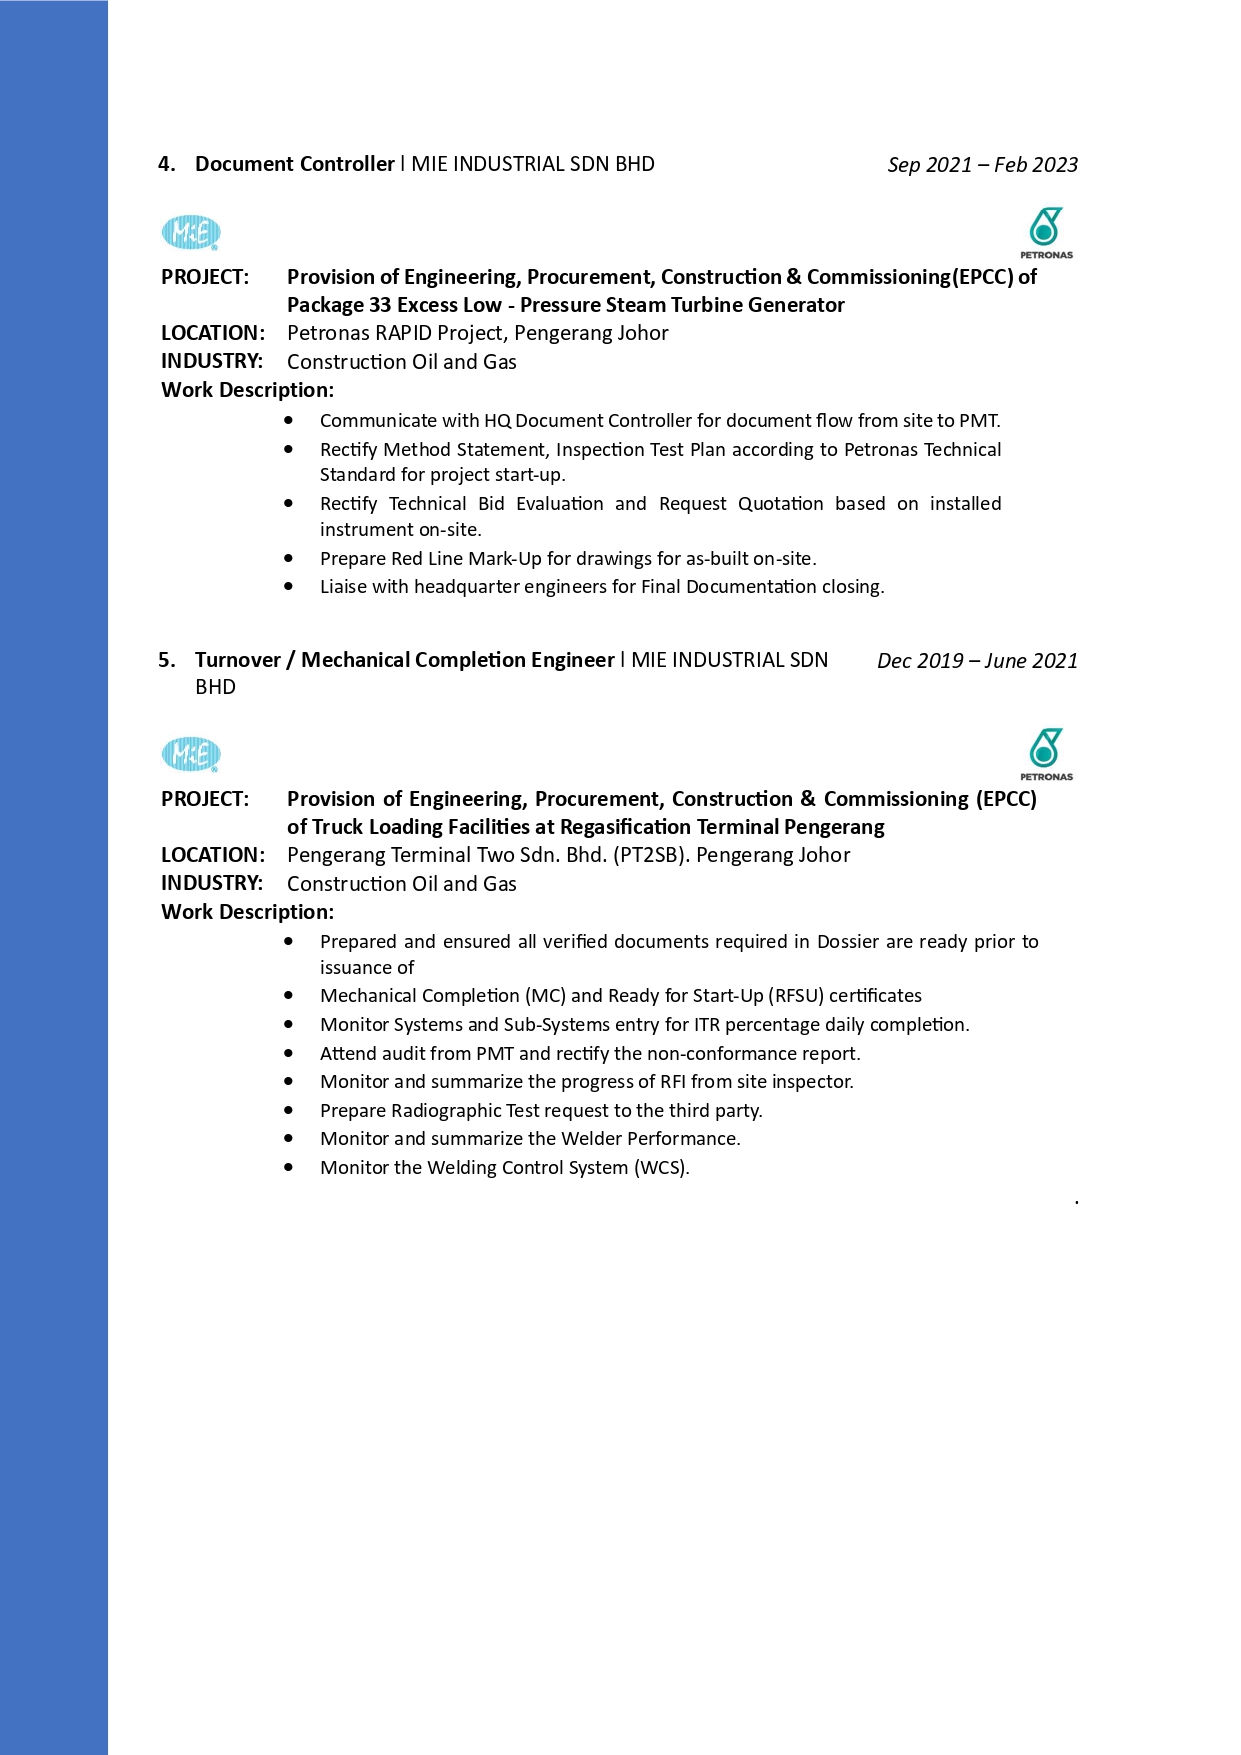 4. Document Controller l MIE INDUSTRIAL SDN BHD Sep 2021 – Feb 2023
MiE
PETRONAS
PROJECT: Provision of Engineering, Procurement, Construction & Commissioning(EPCC) of
Package 33 Excess Low - Pressure Steam Turbine Generator
LOCATION: Petronas RAPID Project, Pengerang Johor
INDUSTRY: Construction Oil and Gas
Work Description:
• Communicate with HQ Document Controller for document flow from site to PMT.
• Rectify Method Statement, Inspection Test Plan according to Petronas Technical
Standard for project start-up.
• Rectify Technical Bid Evaluation and Request Quotation based on installed
instrument on-site.
• Prepare Red Line Mark-Up for drawings for as-built on-site.
• Liaise with headquarter engineers for Final Documentation closing.
5. Turnover / Mechanical Completion Engineer l MIE INDUSTRIAL SDN Dec 2019 – June 2021
BHD
MiE
PETRONAS
PROJECT: Provision of Engineering, Procurement, Construction & Commissioning (EPCC)
of Truck Loading Facilities at Regasification Terminal Pengerang
LOCATION: Pengerang Terminal Two Sdn. Bhd. (PT2SB). Pengerang Johor
INDUSTRY: Construction Oil and Gas
Work Description:
• Prepared and ensured all verified documents required in Dossier are ready prior to
issuance of
• Mechanical Completion (MC) and Ready for Start-Up (RFSU) certificates
• Monitor Systems and Sub-Systems entry for ITR percentage daily completion.
• Attend audit from PMT and rectify the non-conformance report.
• Monitor and summarize the progress of RFI from site inspector.
• Prepare Radiographic Test request to the third party.
• Monitor and summarize the Welder Performance.
• Monitor the Welding Control System (WCS).
.